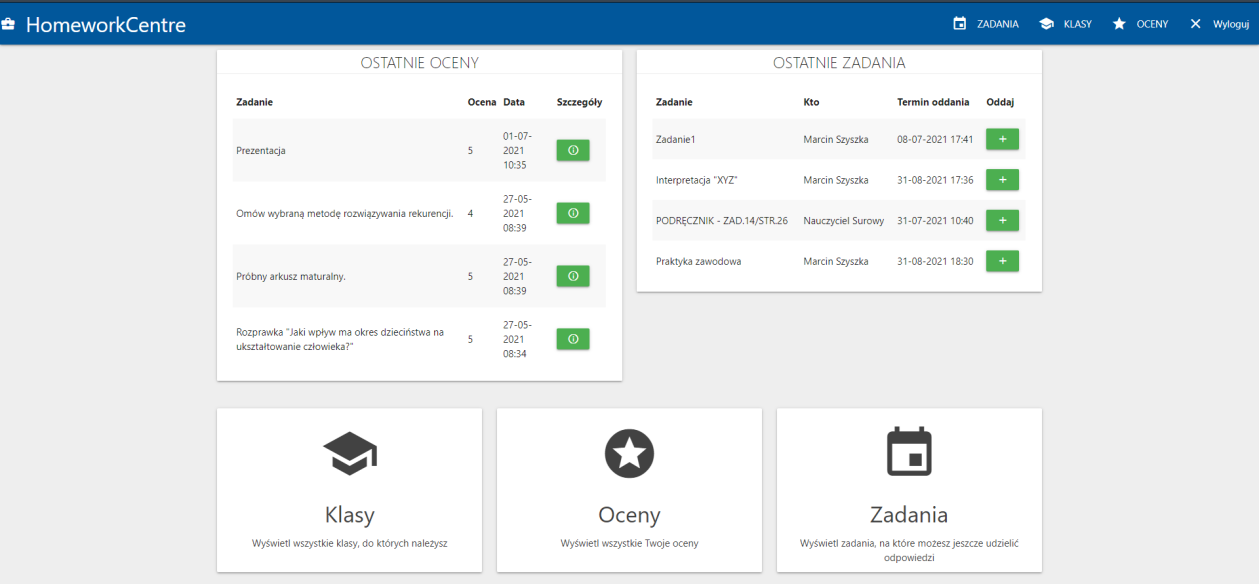 HomeworkCentre
ZADANIA KLASY OCENY Wyloguj
OSTATNIE OCENY
Zadanie Ocena Data Szczegóły
Prezentacja 5 01-07-
2021
10:35
Omów wybraną metodę rozwiązywania rekurencji. 4 27-05-
2021
08:39
Próbny arkusz maturalny. 5 27-05-
2021
08:39
Rozprawka "Jaki wpływ ma okres dzieciństwa na
ukształtowanie człowieka?" 5 27-05-
2021
08:34
OSTATNIE ZADANIA
Zadanie Kto Termin oddania Oddaj
Zadanie1 Marcin Szyszka 08-07-2021 17:41 +
Interpretacja "XYZ" Marcin Szyszka 31-08-2021 17:36 +
PODRĘCZNIK - ZAD.14/STR.26 Nauczyciel Surowy 31-07-2021 10:40 +
Praktyka zawodowa Marcin Szyszka 31-08-2021 18:30 +
Klasy
Wyświetl wszystkie klasy, do których należysz
Oceny
Wyświetl wszystkie Twoje oceny
Zadania
Wyświetl zadania, na które możesz jeszcze udzielić
odpowiedzi